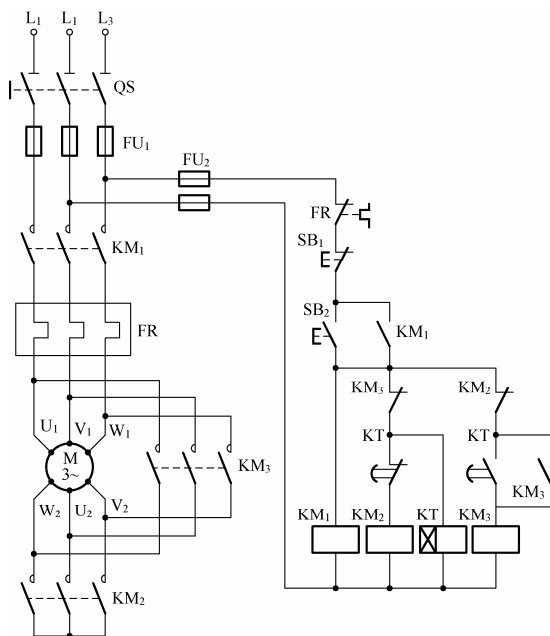 L1 L1 L3
QS
FU1
FU2
FR
SB1
KM1
SB2
KM1
FR
KM3 KM2
U1 V1 W1
KT KT
M
3~
KM3
KM3
W2 U2 V2
KM1 KM2 KT KM3
KM2